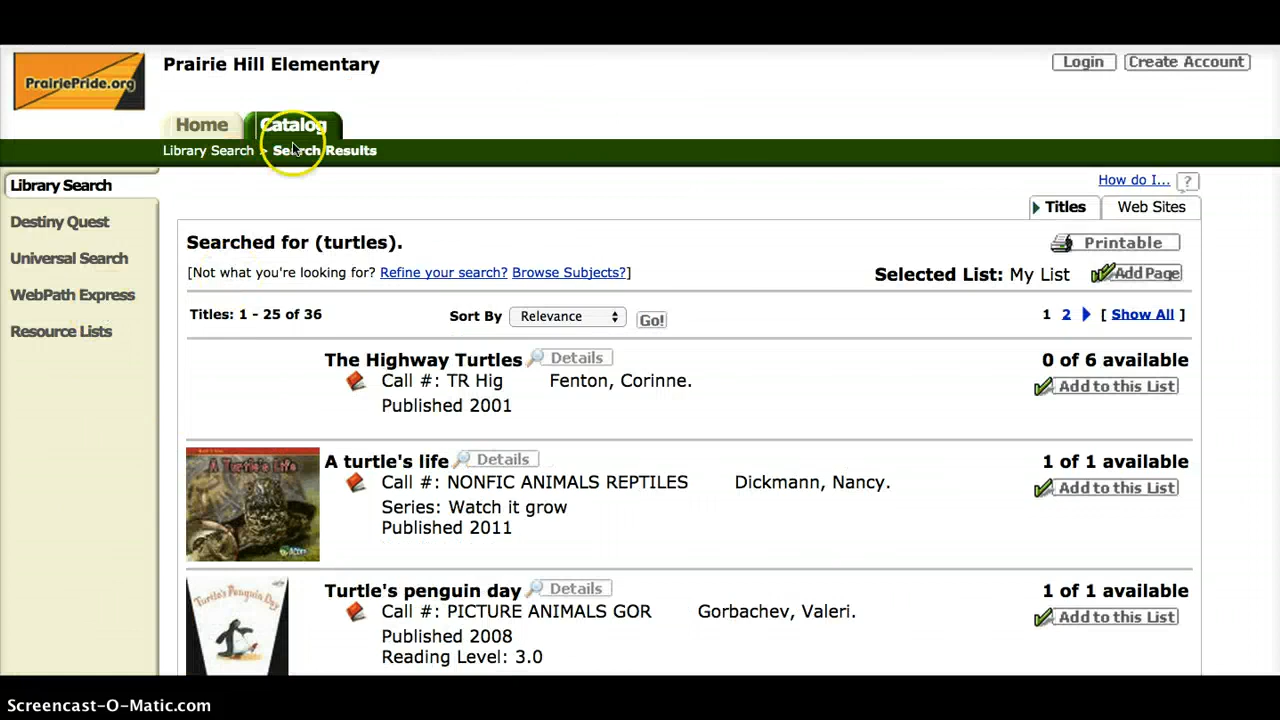 PrairiePride.org
Prairie Hill Elementary
Login
Create Account
Home
Catalog
Library Search > Search Results
Library Search
Destiny Quest
Universal Search
WebPath Express
Resource Lists
How do I... ?
Titles
Web Sites
Searched for (turtles).
Printable
[Not what you're looking for? Refine your search? Browse Subjects?]
Selected List: My List
Add Page
Titles: 1 - 25 of 36
Sort By Relevance Go!
1 2 [ Show All ]
The Highway Turtles Details
0 of 6 available
Call #: TR Hig Fenton, Corinne.
Add to this List
Published 2001
A Turtle's Life
A turtle's life Details
1 of 1 available
Call #: NONFIC ANIMALS REPTILES Dickmann, Nancy.
Add to this List
Series: Watch it grow
Published 2011
Turtle's Penguin Day
Turtle's penguin day Details
1 of 1 available
Call #: PICTURE ANIMALS GOR Gorbachev, Valeri.
Add to this List
Published 2008
Reading Level: 3.0
Screencast-O-Matic.com